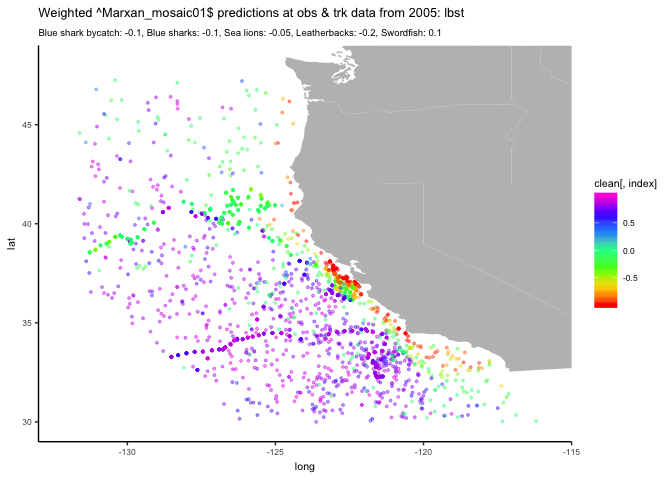 Weighted ^Marxan_mosaic01$ predictions at obs & trk data from 2005: lbst
Blue shark bycatch: -0.1, Blue sharks: -0.1, Sea lions: -0.05, Leatherbacks: -0.2, Swordfish: 0.1
45
40
35
30
lat
-130
-125
-120
-115
long
clean[, index]
0.5
0.0
-0.5